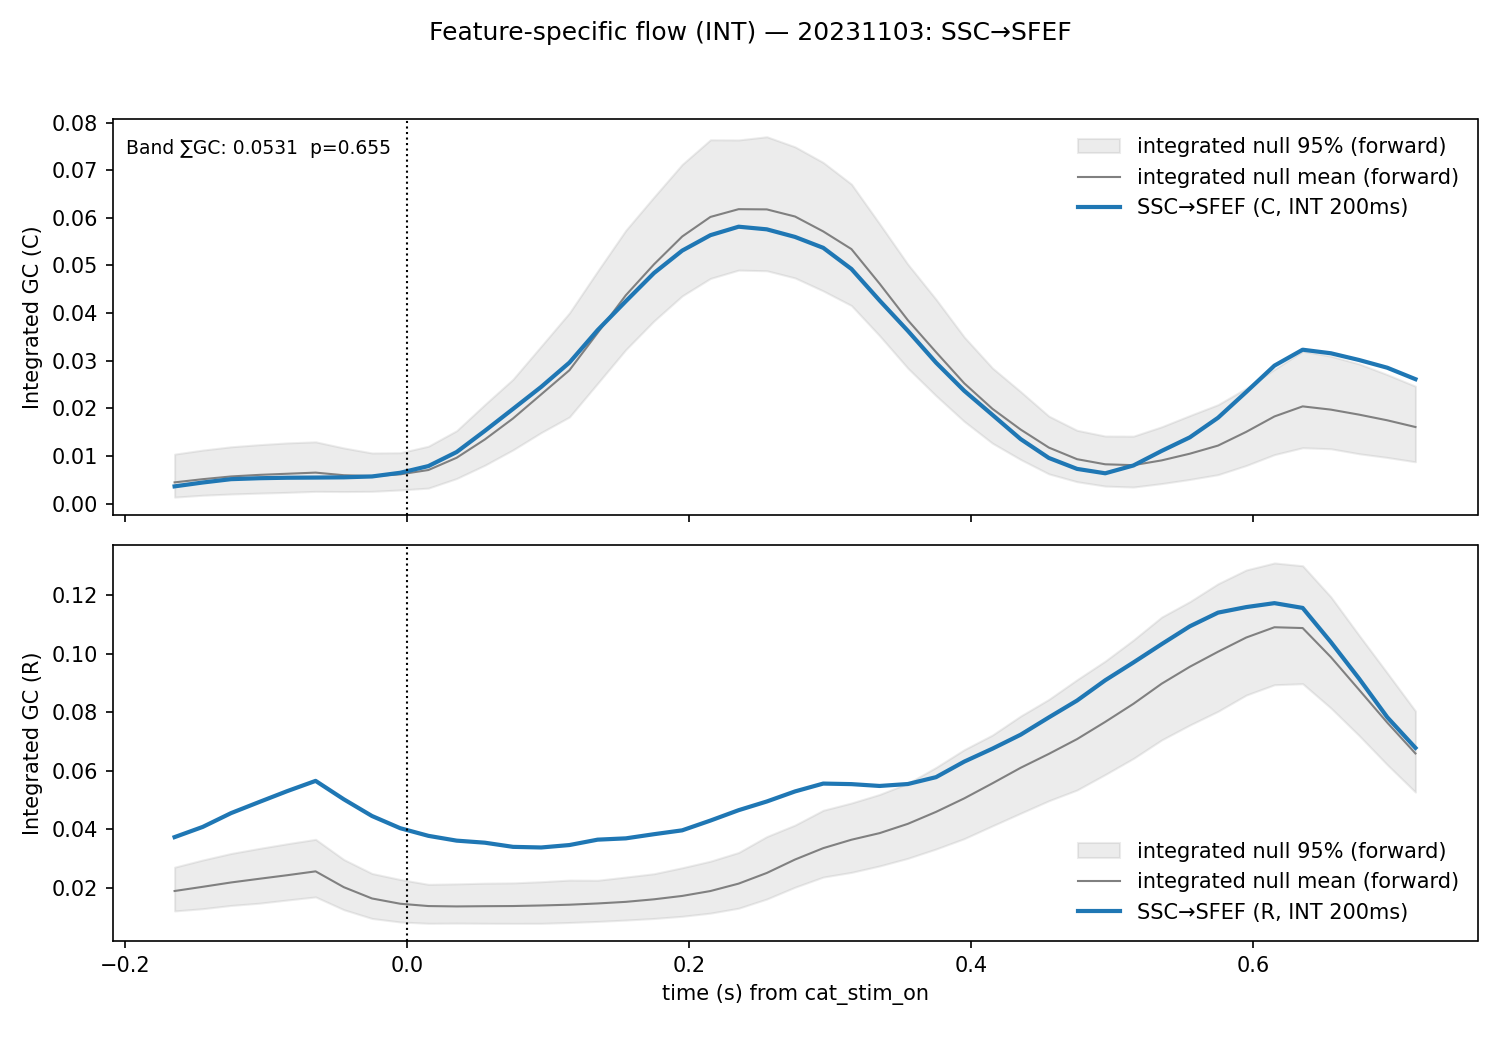 Feature-specific flow (INT) — 20231103: SSC→SFEF
Integrated GC (C)
0.08
0.07
0.06
0.05
0.04
0.03
0.02
0.01
0.00
Band ∑GC: 0.0531  p=0.655
integrated null 95% (forward)
integrated null mean (forward)
SSC→SFEF (C, INT 200ms)
Integrated GC (R)
0.12
0.10
0.08
0.06
0.04
0.02
integrated null 95% (forward)
integrated null mean (forward)
SSC→SFEF (R, INT 200ms)
−0.2 0.0 0.2 0.4 0.6
time (s) from cat_stim_on